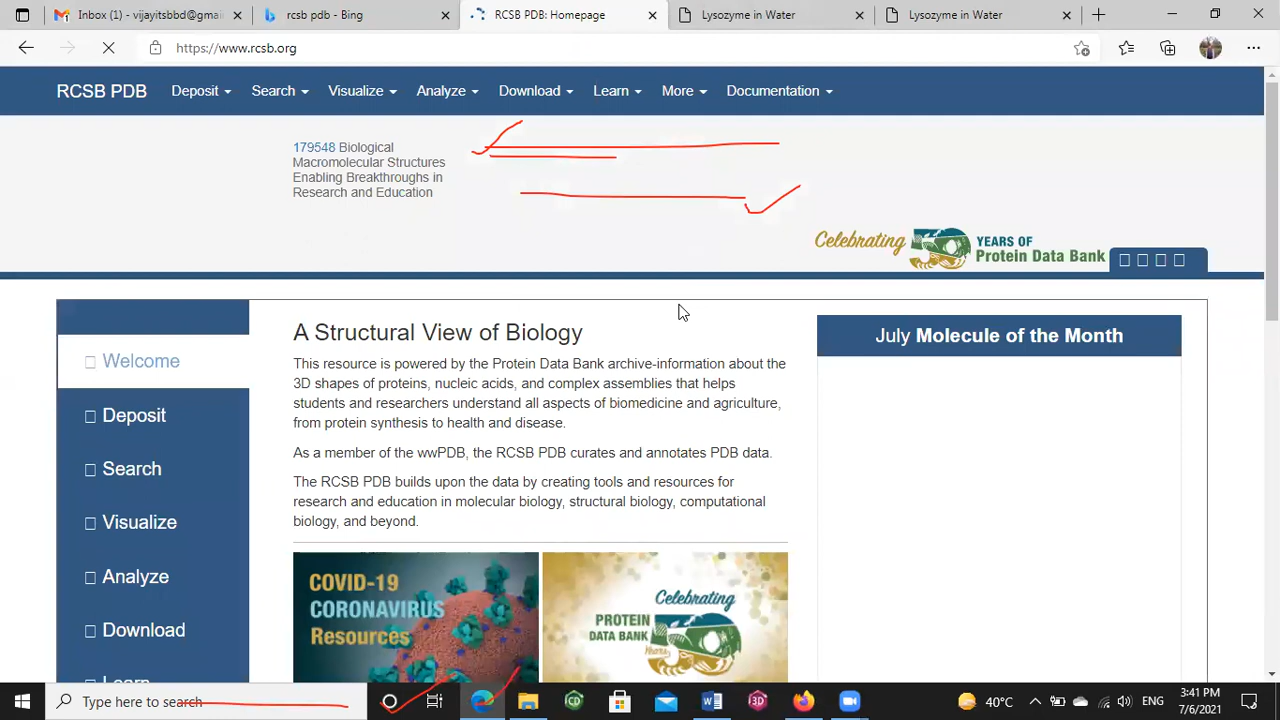 Inbox (1) - vijayitsbbd@gmai
rcsb pdb - Bing
RCSB PDB: Homepage
Lysozyme in Water
Lysozyme in Water
https://www.rcsb.org
RCSB PDB
Deposit
Search
Visualize
Analyze
Download
Learn
More
Documentation
179548 Biological
Macromolecular Structures
Enabling Breakthroughs in
Research and Education
Celebrating 50 YEARS OF
Protein Data Bank
Welcome
Deposit
Search
Visualize
Analyze
Download
Learn
A Structural View of Biology
This resource is powered by the Protein Data Bank archive-information about the
3D shapes of proteins, nucleic acids, and complex assemblies that helps
students and researchers understand all aspects of biomedicine and agriculture,
from protein synthesis to health and disease.
As a member of the wwPDB, the RCSB PDB curates and annotates PDB data.
The RCSB PDB builds upon the data by creating tools and resources for
research and education in molecular biology, structural biology, computational
biology, and beyond.
COVID-19
CORONAVIRUS
Resources
Celebrating
PROTEIN
DATA BANK
50
Years of
July Molecule of the Month
Type here to search
40°C
ENG
3:41 PM
7/6/2021